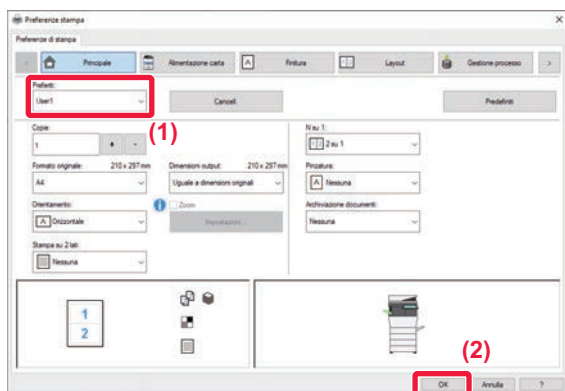 Preferenze stampa
Preferenze di stampa
Principale
Alimentazione carta
Finitura
Layout
Gestione processo
Preferiti:
User1
Cancell.
Predefiniti
(1)
Copie:
1
N su 1:
2 su 1
Formato originale:
210 x 297 mm
Dimensioni output:
210 x 297 mm
Pinzatura:
A4
Uguale a dimensioni originali
Nessuna
Orientamento:
Zoom
Archiviazione documenti:
Orizzontale
Impostazioni...
Nessuna
Stampa su 2 lati:
Nessuna
1
2
(2)
OK
Annulla
?